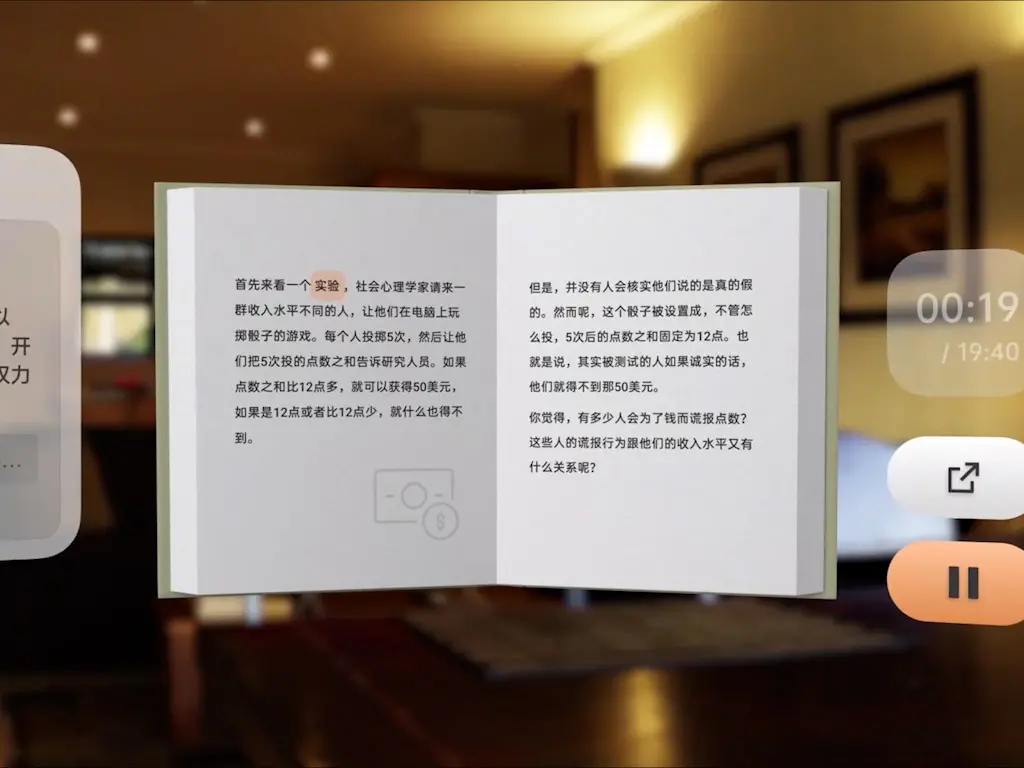 以
开
权力
...
首先来看一个实验，社会心理学家请来一
群收入水平不同的人，让他们在电脑上玩
掷骰子的游戏。每个人投掷5次，然后让他
们把5次投的点数之和告诉研究人员。如果
点数之和比12点多，就可以获得50美元，
如果是12点或者比12点少，就什么也得不
到。
$
但是，并没有人会核实他们说的是真的假
的。然而呢，这个骰子被设置成，不管怎
么投，5次后的点数之和固定为12点。也
就是说，其实被测试的人如果诚实的话，
他们就得不到那50美元。
你觉得，有多少人会为了钱而谎报点数？
这些人的谎报行为跟他们的收入水平又有
什么关系呢？
00:19
/ 19:40